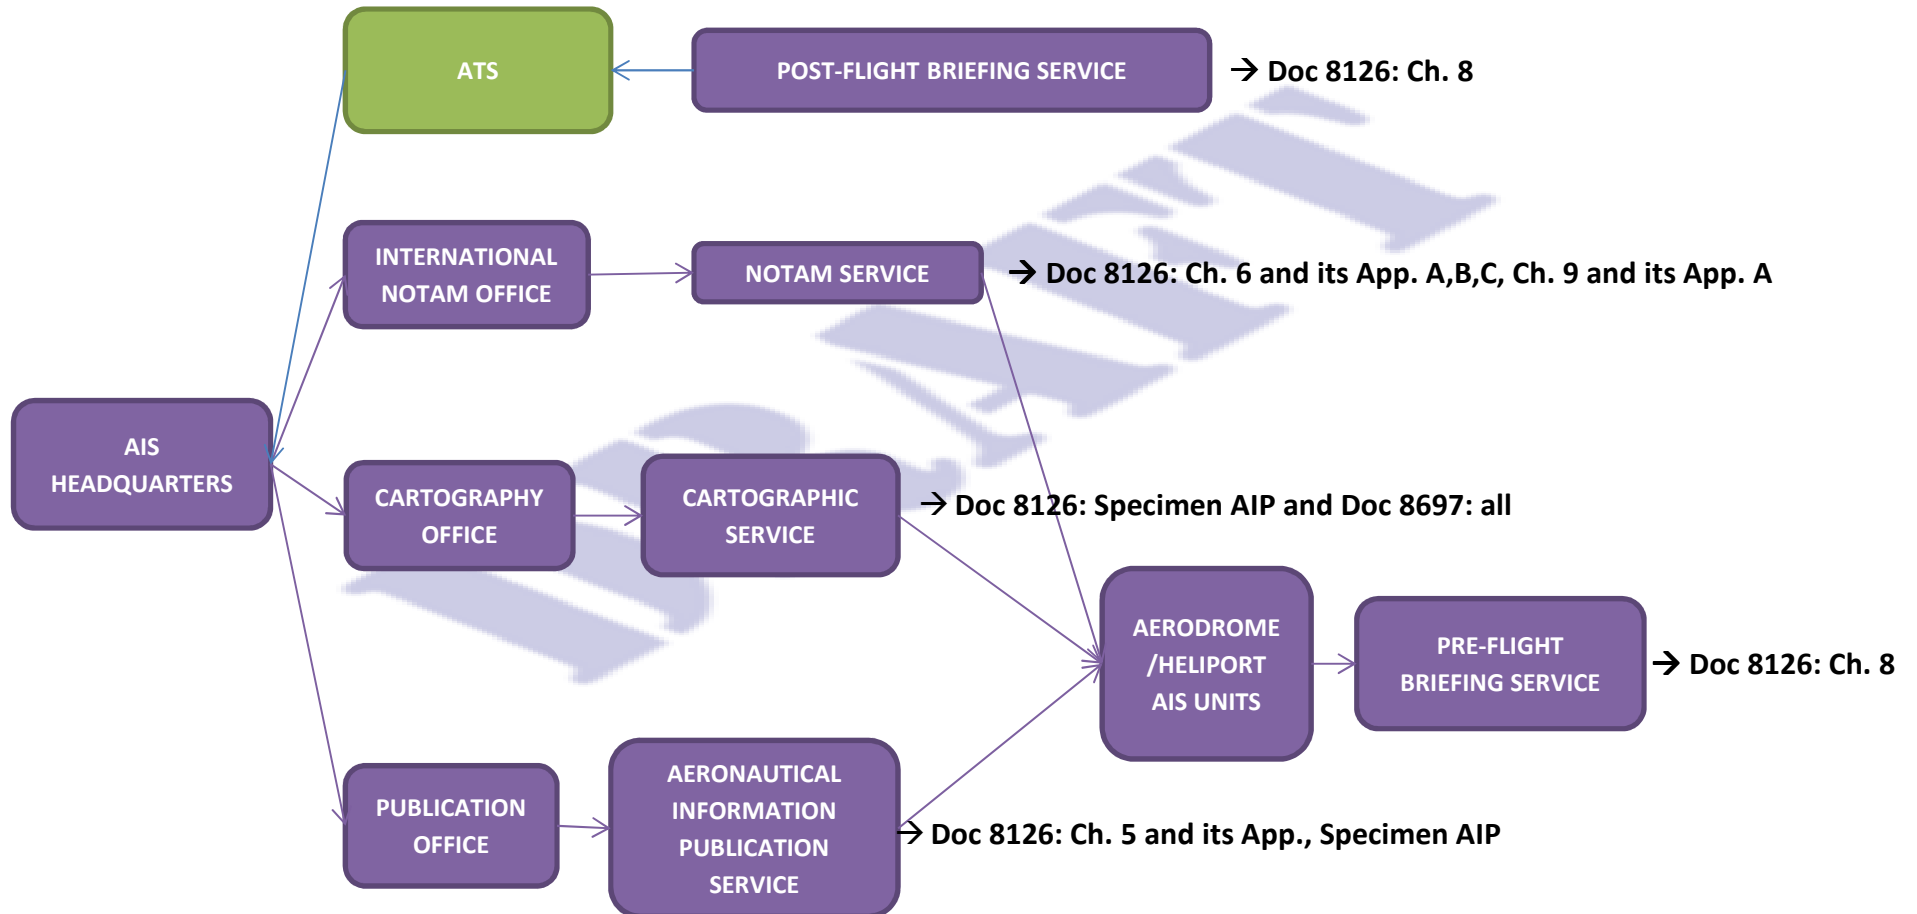 ATS
POST-FLIGHT BRIEFING SERVICE
→ Doc 8126: Ch. 8
INTERNATIONAL
NOTAM OFFICE
NOTAM SERVICE
→ Doc 8126: Ch. 6 and its App. A,B,C, Ch. 9 and its App. A
AIS
HEADQUARTERS
CARTOGRAPHY
OFFICE
CARTOGRAPHIC
SERVICE
→ Doc 8126: Specimen AIP and Doc 8697: all
AERODROME
/HELIPORT
AIS UNITS
PRE-FLIGHT
BRIEFING SERVICE
→ Doc 8126: Ch. 8
PUBLICATION
OFFICE
AERONAUTICAL
INFORMATION
PUBLICATION
SERVICE
→ Doc 8126: Ch. 5 and its App., Specimen AIP